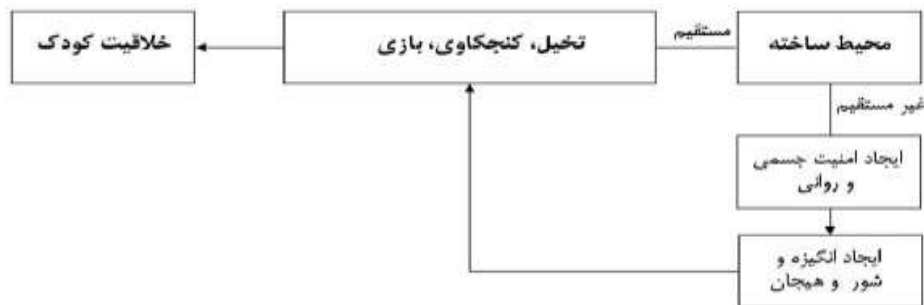 محیط ساخته
مستقیم
تخیل، کنجکاوی، بازی
خلاقیت کودک
غیر مستقیم
ایجاد امنیت جسمی
و روانی
ایجاد انگیزه و
شور و هیجان